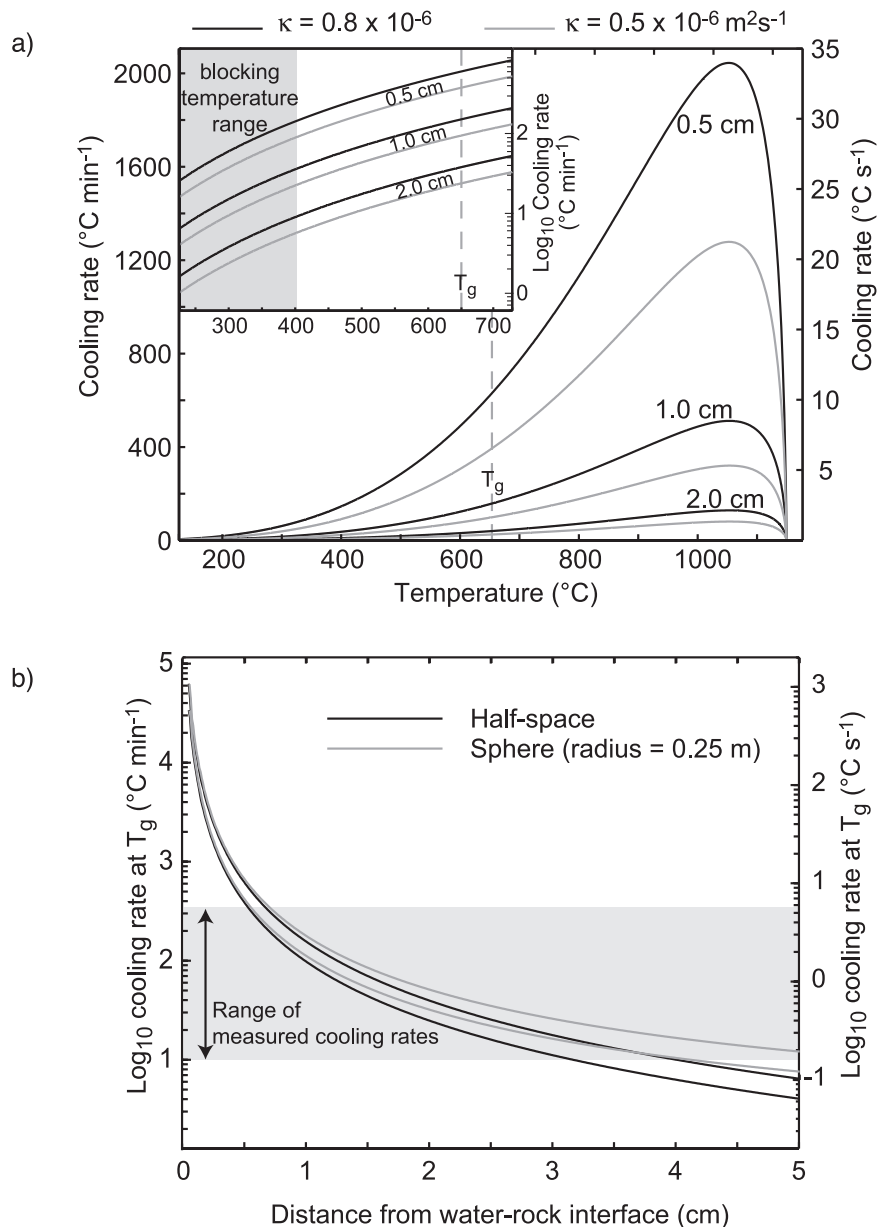 κ = 0.8 x 10-6
κ = 0.5 x 10-6 m2s-1
a)
Cooling rate (°C min-1)
2000
1600
1200
800
400
0
200
400
600
800
1000
Temperature (°C)
35
30
25
20
15
10
5
Cooling rate (°C s-1)
0.5 cm
1.0 cm
2.0 cm
Tg
blocking
temperature
range
0.5 cm
1.0 cm
2.0 cm
Tg
300
400
500
600
700
2
1
0
Log10 Cooling rate
(°C min-1)
b)
Log10 cooling rate at Tg (°C min-1)
5
4
3
2
1
Half-space
Sphere (radius = 0.25 m)
Range of
measured cooling rates
3
2
1
0
-1
Log10 cooling rate at Tg (°C s-1)
0
1
2
3
4
5
Distance from water-rock interface (cm)